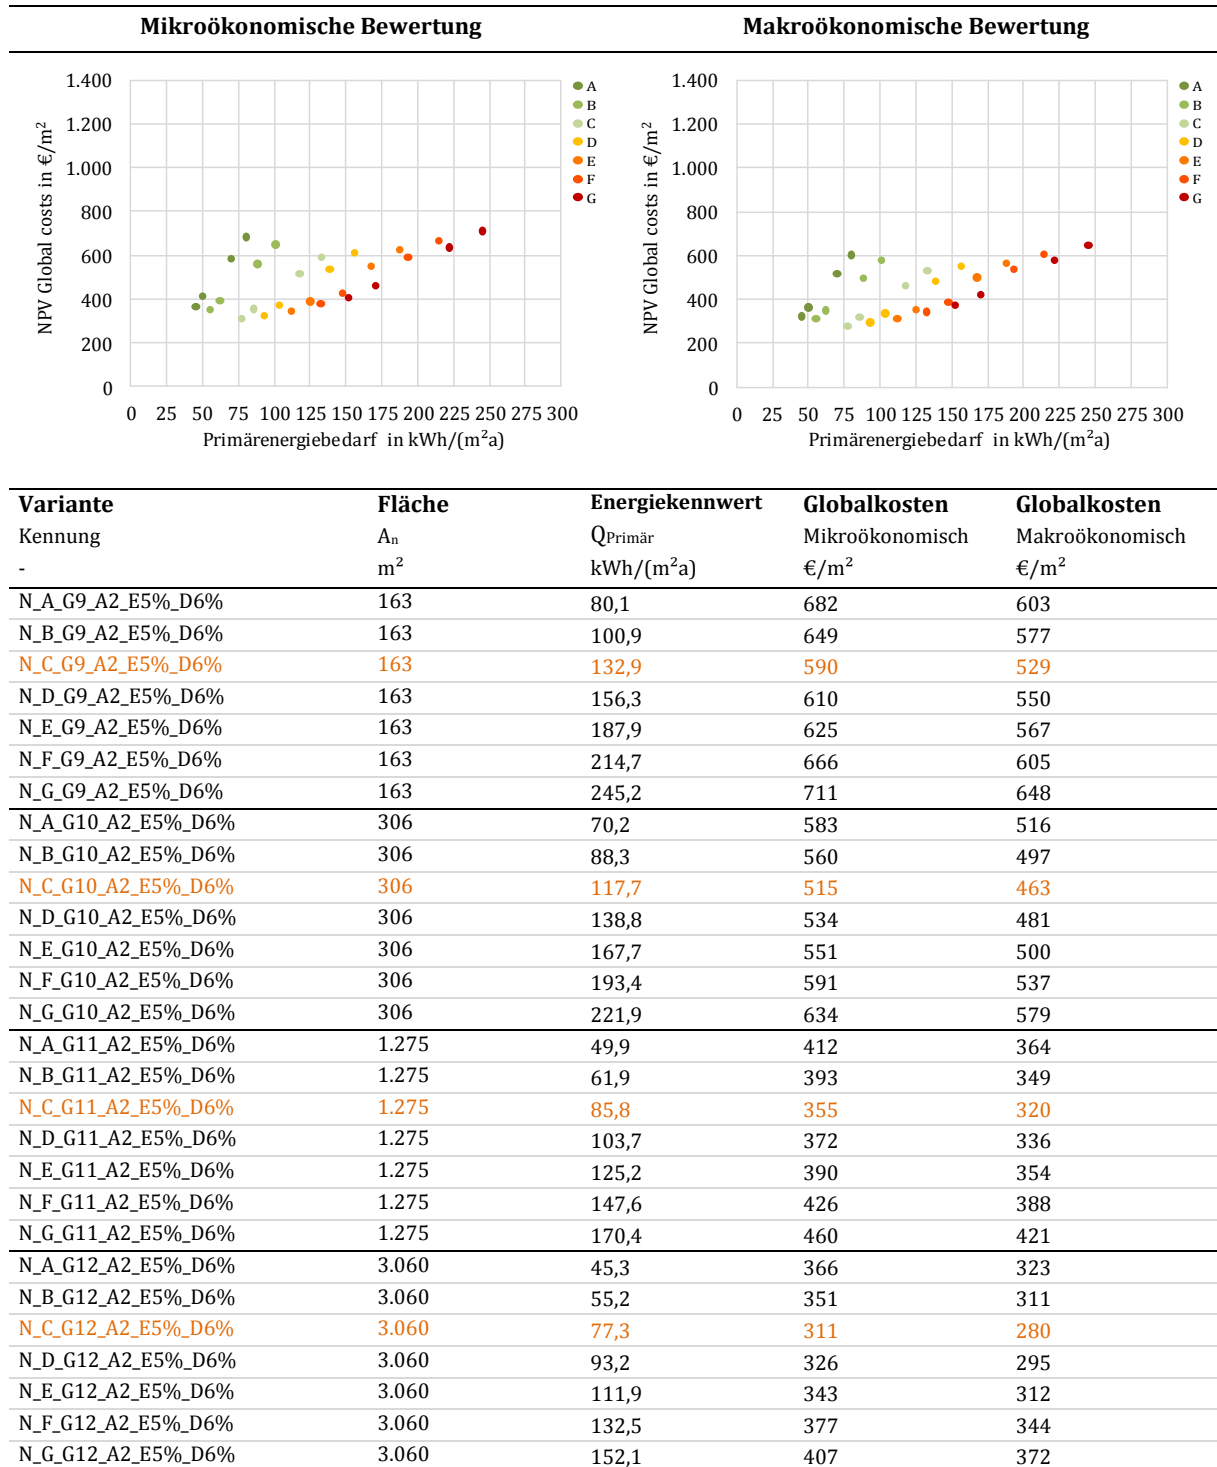 Mikroökonomische Bewertung
Makroökonomische Bewertung
NPV Global costs in €/m²
1.400
1.200
1.000
800
600
400
200
0
0 25 50 75 100 125 150 175 200 225 250 275 300
Primärenergiebedarf in kWh/(m²a)
A
B
C
D
E
F
G
NPV Global costs in €/m²
1.400
1.200
1.000
800
600
400
200
0
0 25 50 75 100 125 150 175 200 225 250 275 300
Primärenergiebedarf in kWh/(m²a)
A
B
C
D
E
F
G
Variante Fläche Energiekennwert Globalkosten Globalkosten
Kennung An QPrimär Mikroökonomisch Makroökonomisch
- m² kWh/(m²a) €/m² €/m²
N_A_G9_A2_E5%_D6% 163 80,1 682 603
N_B_G9_A2_E5%_D6% 163 100,9 649 577
N_C_G9_A2_E5%_D6% 163 132,9 590 529
N_D_G9_A2_E5%_D6% 163 156,3 610 550
N_E_G9_A2_E5%_D6% 163 187,9 625 567
N_F_G9_A2_E5%_D6% 163 214,7 666 605
N_G_G9_A2_E5%_D6% 163 245,2 711 648
N_A_G10_A2_E5%_D6% 306 70,2 583 516
N_B_G10_A2_E5%_D6% 306 88,3 560 497
N_C_G10_A2_E5%_D6% 306 117,7 515 463
N_D_G10_A2_E5%_D6% 306 138,8 534 481
N_E_G10_A2_E5%_D6% 306 167,7 551 500
N_F_G10_A2_E5%_D6% 306 193,4 591 537
N_G_G10_A2_E5%_D6% 306 221,9 634 579
N_A_G11_A2_E5%_D6% 1.275 49,9 412 364
N_B_G11_A2_E5%_D6% 1.275 61,9 393 349
N_C_G11_A2_E5%_D6% 1.275 85,8 355 320
N_D_G11_A2_E5%_D6% 1.275 103,7 372 336
N_E_G11_A2_E5%_D6% 1.275 125,2 390 354
N_F_G11_A2_E5%_D6% 1.275 147,6 426 388
N_G_G11_A2_E5%_D6% 1.275 170,4 460 421
N_A_G12_A2_E5%_D6% 3.060 45,3 366 323
N_B_G12_A2_E5%_D6% 3.060 55,2 351 311
N_C_G12_A2_E5%_D6% 3.060 77,3 311 280
N_D_G12_A2_E5%_D6% 3.060 93,2 326 295
N_E_G12_A2_E5%_D6% 3.060 111,9 343 312
N_F_G12_A2_E5%_D6% 3.060 132,5 377 344
N_G_G12_A2_E5%_D6% 3.060 152,1 407 372